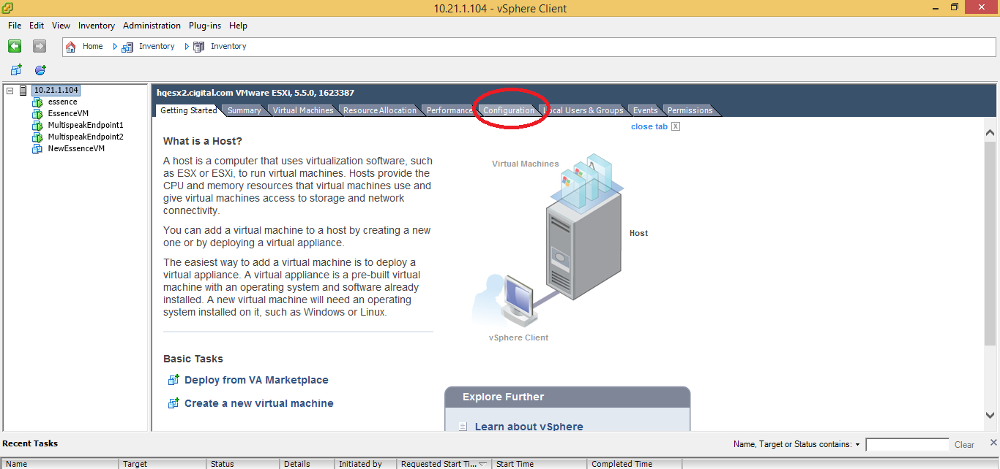 10.21.1.104 - vSphere Client
File Edit View Inventory Administration Plug-ins Help
Home Inventory Inventory
10.21.1.104
essence
EssenceVM
MultispeakEndpoint1
MultispeakEndpoint2
NewEssenceVM
hqesx2.cigital.com VMware ESXi, 5.5.0, 1623387
Getting Started Summary Virtual Machines Resource Allocation Performance Configuration Local Users & Groups Events Permissions
close tab X
What is a Host?
A host is a computer that uses virtualization software, such
as ESX or ESXi, to run virtual machines. Hosts provide the
CPU and memory resources that virtual machines use and
give virtual machines access to storage and network
connectivity.
You can add a virtual machine to a host by creating a new
one or by deploying a virtual appliance.
The easiest way to add a virtual machine is to deploy a
virtual appliance. A virtual appliance is a pre-built virtual
machine with an operating system and software already
installed. A new virtual machine will need an operating
system installed on it, such as Windows or Linux.
Virtual Machines
Host
vSphere Client
Basic Tasks
Deploy from VA Marketplace
Create a new virtual machine
Explore Further
Learn about vSphere
Recent Tasks
Name, Target or Status contains: Clear
Name Target Status Details Initiated by Requested Start Ti... Start Time Completed Time